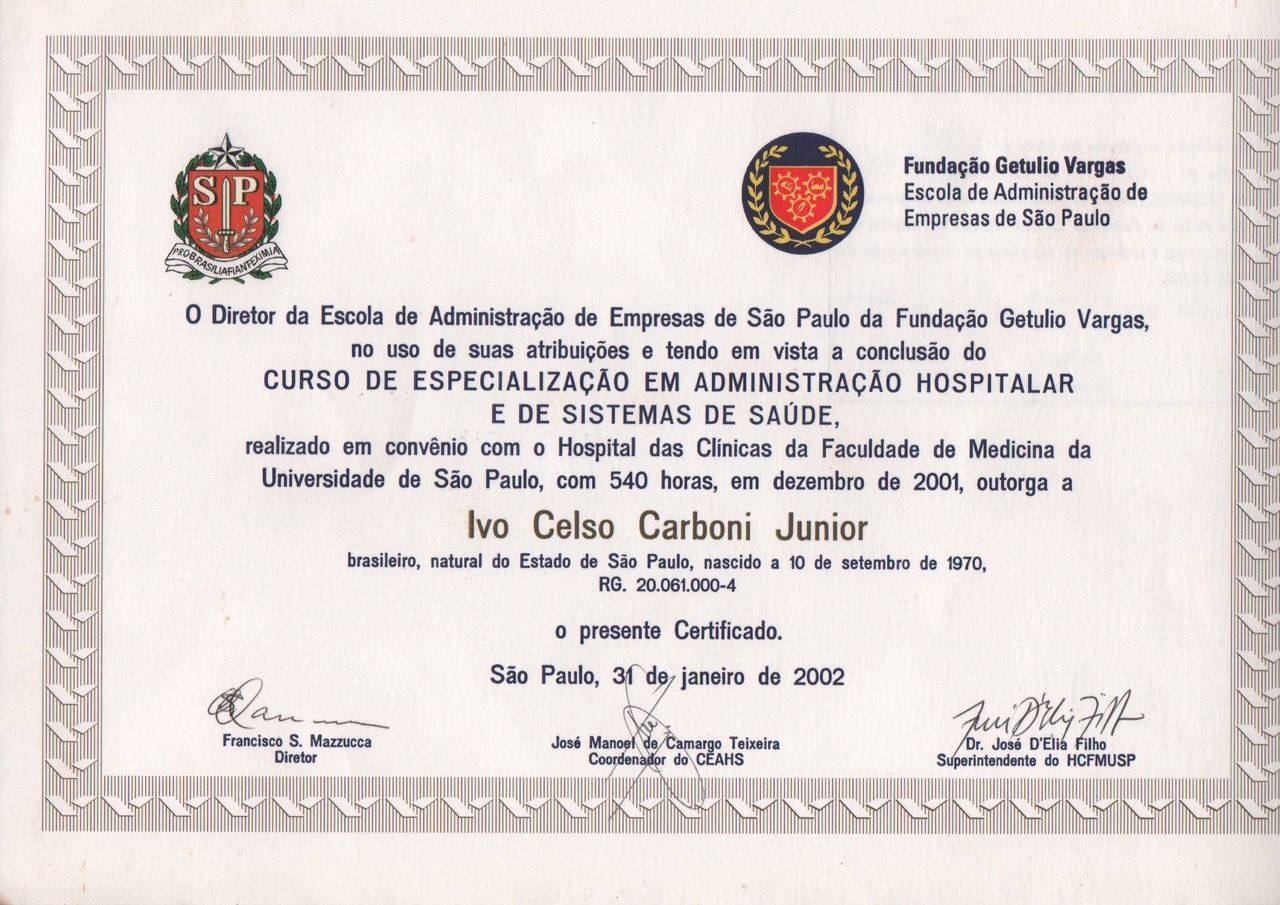 SP
PRO·BRASILIA·FIANT·EXIMIA
Fundação Getulio Vargas
Escola de Administração de
Empresas de São Paulo
O Diretor da Escola de Administração de Empresas de São Paulo da Fundação Getulio Vargas,
no uso de suas atribuições e tendo em vista a conclusão do
CURSO DE ESPECIALIZAÇÃO EM ADMINISTRAÇÃO HOSPITALAR
E DE SISTEMAS DE SAÚDE,
realizado em convênio com o Hospital das Clínicas da Faculdade de Medicina da
Universidade de São Paulo, com 540 horas, em dezembro de 2001, outorga a
Ivo Celso Carboni Junior
brasileiro, natural do Estado de São Paulo, nascido a 10 de setembro de 1970,
RG. 20.061.000-4
o presente Certificado.
São Paulo, 31 de janeiro de 2002
Francisco S. Mazzucca
Diretor
José Manoel de Camargo Teixeira
Coordenador do CEAHS
Dr. José D'Elia Filho
Superintendente do HCFMUSP